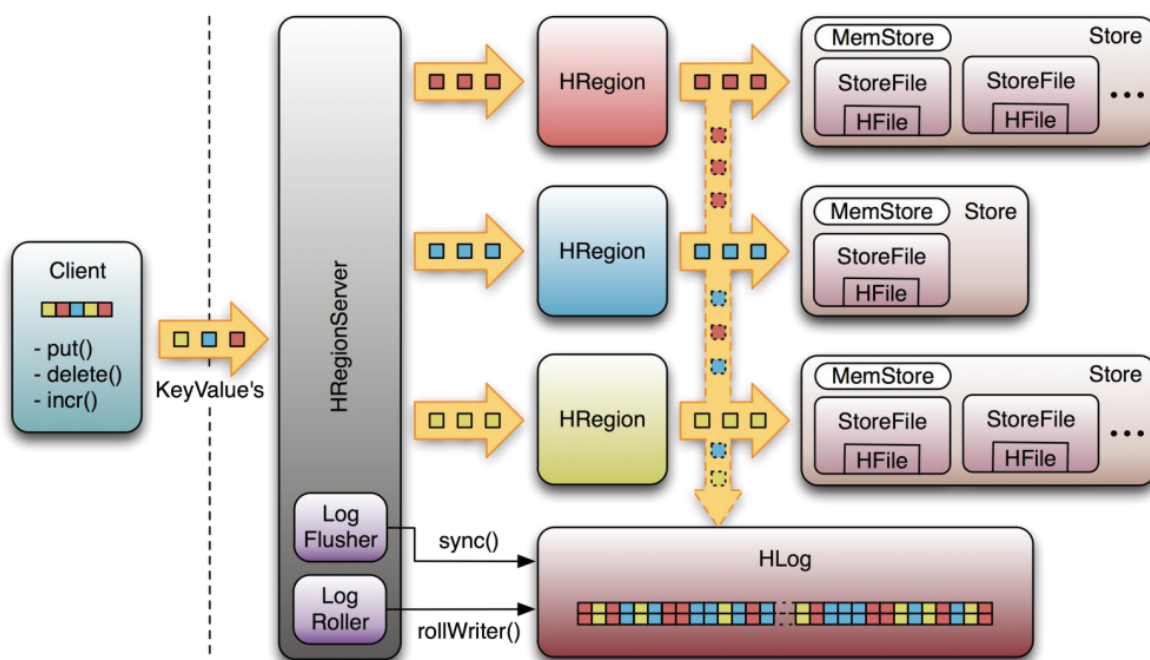 Client
- put()
- delete()
- incr()
KeyValue's
HRegionServer
Log
Flusher
Log
Roller
sync()
rollWriter()
HRegion
MemStore
Store
StoreFile
HFile
StoreFile
HFile
...
HRegion
MemStore
Store
StoreFile
HFile
HRegion
MemStore
Store
StoreFile
HFile
StoreFile
HFile
...
HLog